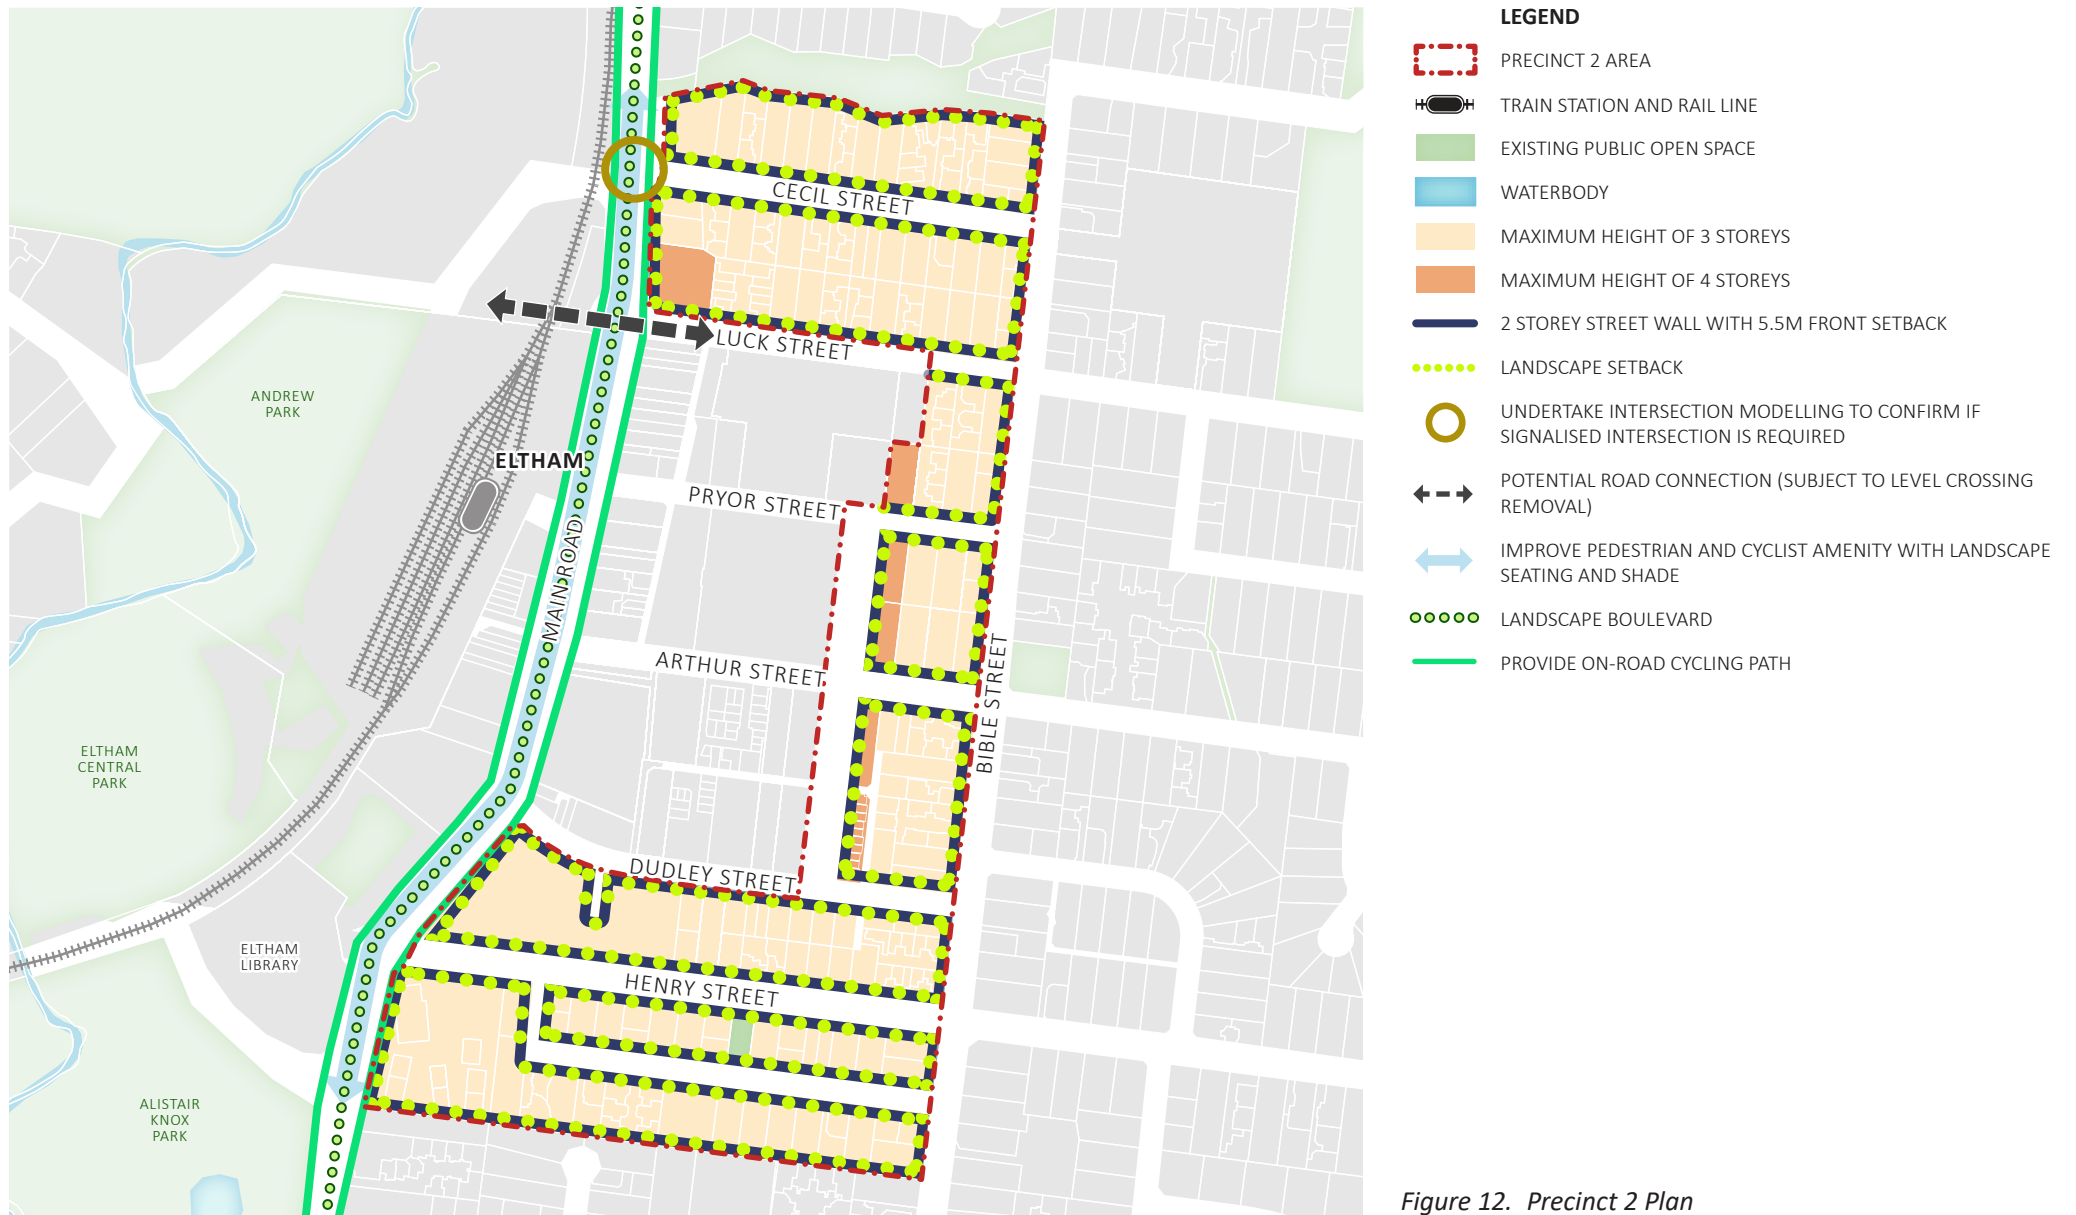 LEGEND
PRECINCT 2 AREA
TRAIN STATION AND RAIL LINE
EXISTING PUBLIC OPEN SPACE
WATERBODY
MAXIMUM HEIGHT OF 3 STOREYS
MAXIMUM HEIGHT OF 4 STOREYS
2 STOREY STREET WALL WITH 5.5M FRONT SETBACK
LANDSCAPE SETBACK
UNDERTAKE INTERSECTION MODELLING TO CONFIRM IF
SIGNALISED INTERSECTION IS REQUIRED
POTENTIAL ROAD CONNECTION (SUBJECT TO LEVEL CROSSING
REMOVAL)
IMPROVE PEDESTRIAN AND CYCLIST AMENITY WITH LANDSCAPE
SEATING AND SHADE
LANDSCAPE BOULEVARD
PROVIDE ON-ROAD CYCLING PATH
CECIL STREET
LUCK STREET
ANDREW
PARK
ELTHAM
PRYOR STREET
MAIN ROAD
ARTHUR STREET
BIBLE STREET
ELTHAM
CENTRAL
PARK
DUDLEY STREET
ELTHAM
LIBRARY
HENRY STREET
ALISTAIR
KNOX
PARK
Figure 12. Precinct 2 Plan